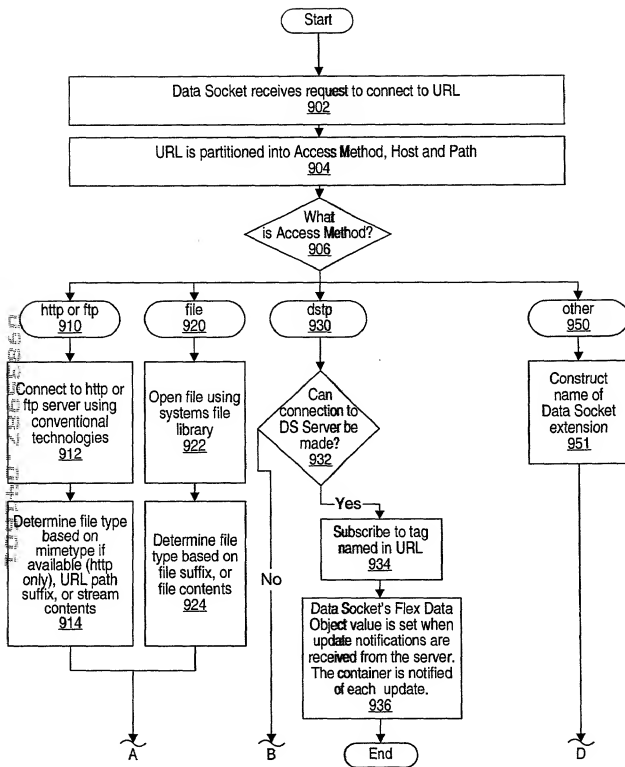 Start
Data Socket receives request to connect to URL
902
URL is partitioned into Access Method, Host and Path
904
What
is Access Method?
906
http or ftp
910
file
920
dstp
930
other
950
Connect to http or
ftp server using
conventional
technologies
912
Open file using
systems file
library
922
Can
connection to
DS Server be
made?
932
Construct
name of
Data Socket
extension
951
Yes
No
Determine file type
based on
mimetype if
available (http
only), URL path
suffix, or stream
contents
914
Determine file
type based on
file suffix, or
file contents
924
Subscribe to tag
named in URL
934
Data Socket's Flex Data
Object value is set when
update notifications are
received from the server.
The container is notified
of each update.
936
End
A
B
D